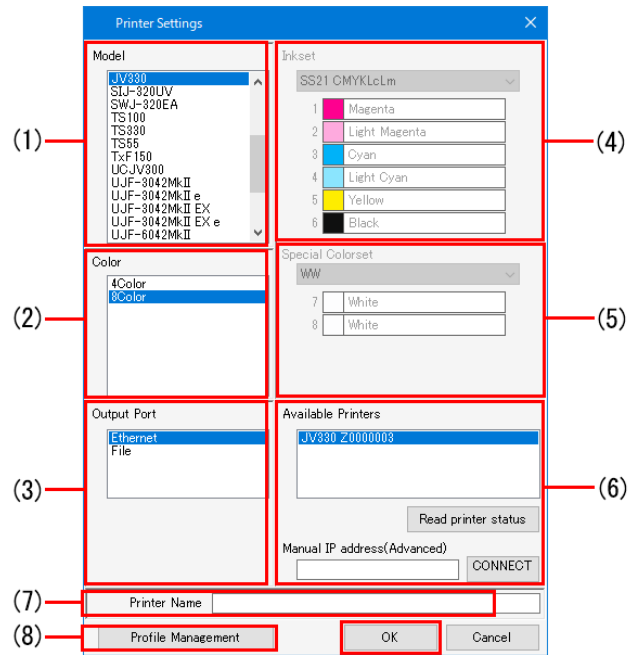 Printer Settings
Model
JV330
SIJ-320UV
SWJ-320EA
TS100
TS330
TS55
TxF150
UCJV300
UJF-3042MkⅡ
UJF-3042MkⅡ e
UJF-3042MkⅡ EX
UJF-3042MkⅡ EX e
UJF-6042MkⅡ
(1)
Inkset
SS21 CMYKLcLm
1 Magenta
2 Light Magenta
3 Cyan
4 Light Cyan
5 Yellow
6 Black
(4)
Color
4Color
8Color
(2)
Special Colorset
WW
7 White
8 White
(5)
Output Port
Ethernet
File
(3)
Available Printers
JV330 Z0000003
Read printer status
Manual IP address(Advanced)
CONNECT
(6)
(7)
Printer Name
(8)
Profile Management
OK
Cancel